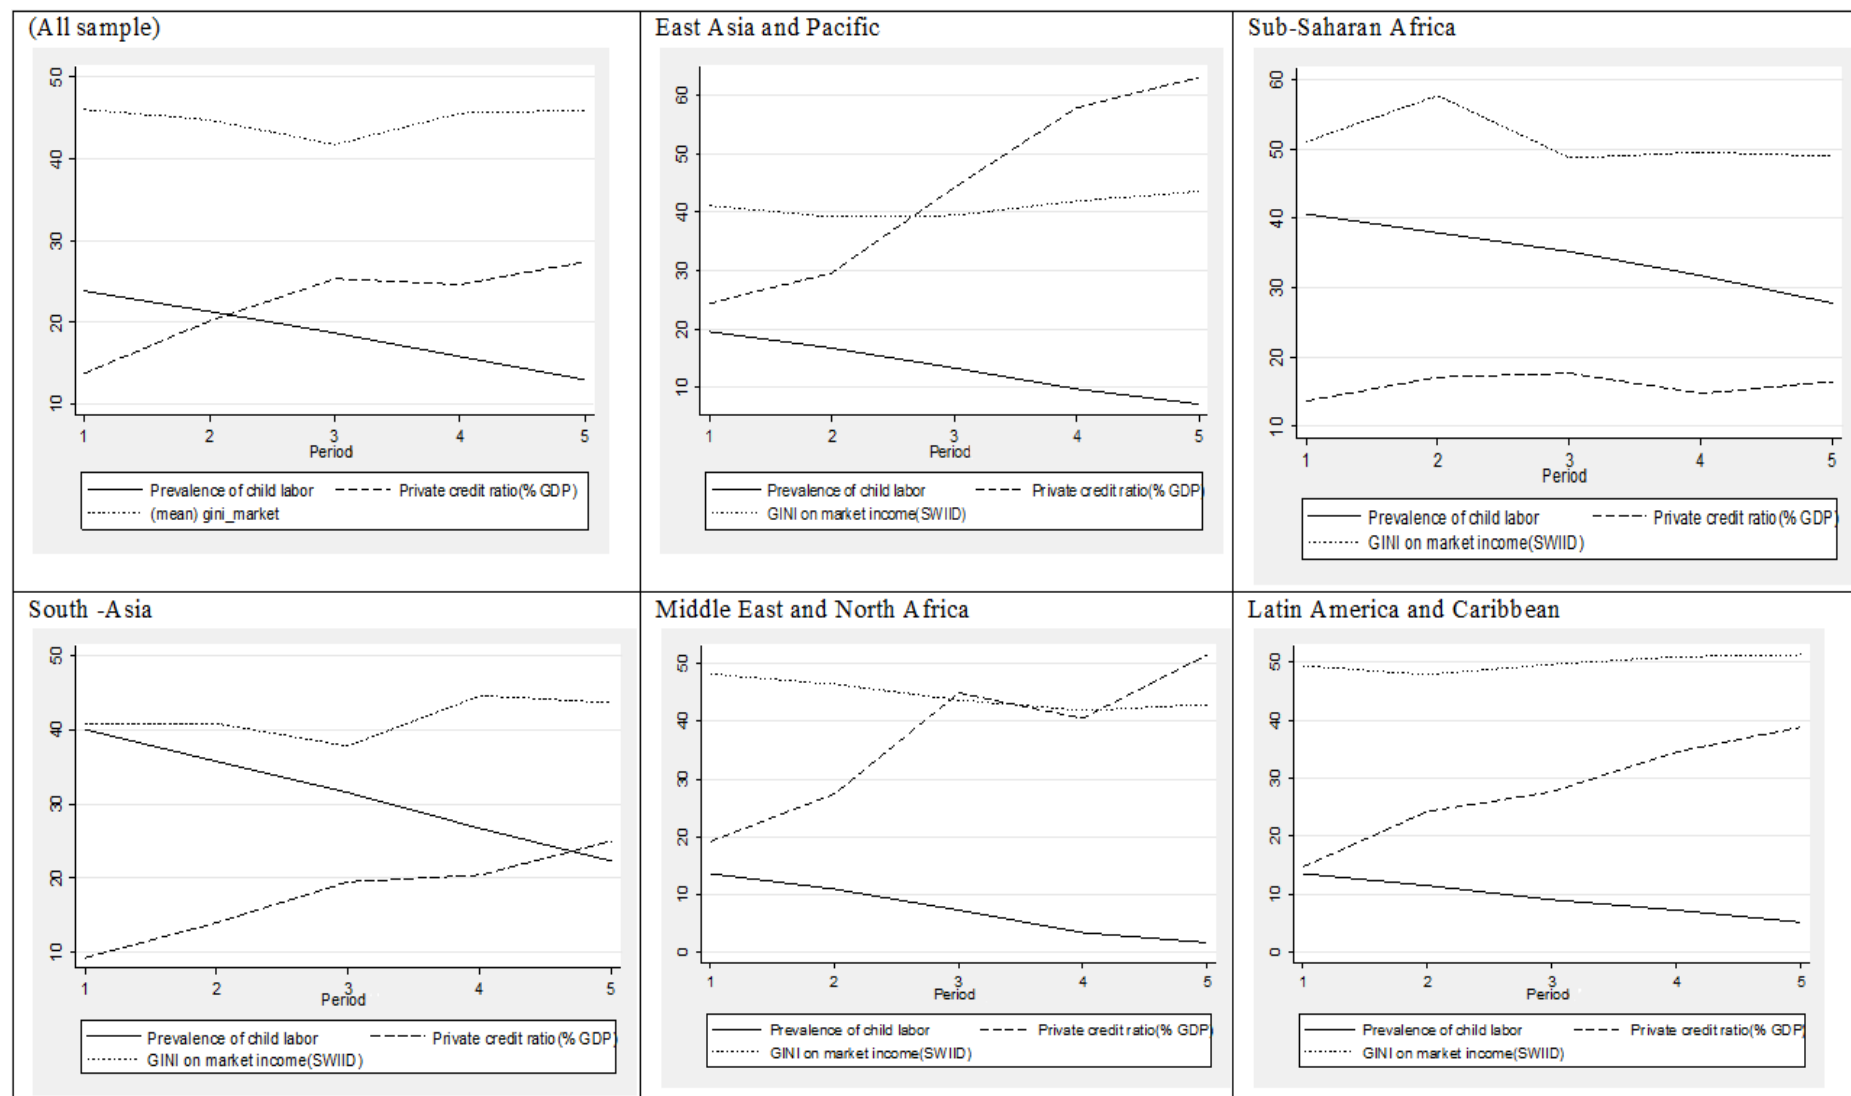 (All sample)
50
40
30
20
10
1 2 3 4 5
Period
Prevalence of child labor Private credit ratio(% GDP)
(mean) gini_market
East Asia and Pacific
60
50
40
30
20
10
1 2 3 4 5
Period
Prevalence of child labor Private credit ratio(% GDP)
GINI on market income(SWIID)
Sub-Saharan Africa
60
50
40
30
20
10
1 2 3 4 5
Period
Prevalence of child labor Private credit ratio(% GDP)
GINI on market income(SWIID)
South -Asia
50
40
30
20
10
1 2 3 4 5
Period
Prevalence of child labor Private credit ratio(% GDP)
GINI on market income(SWIID)
Middle East and North Africa
50
40
30
20
10
0
1 2 3 4 5
Period
Prevalence of child labor Private credit ratio(% GDP)
GINI on market income(SWIID)
Latin America and Caribbean
50
40
30
20
10
0
1 2 3 4 5
Period
Prevalence of child labor Private credit ratio(% GDP)
GINI on market income(SWIID)